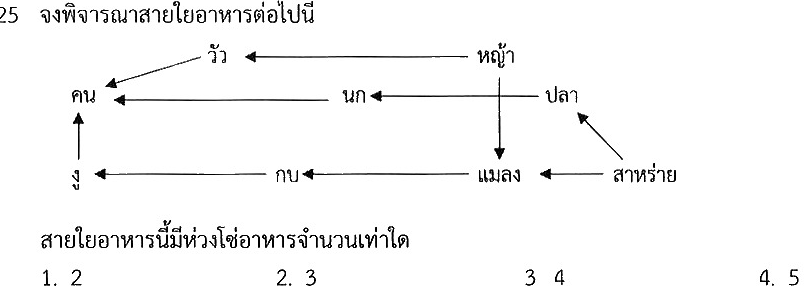 25 จงพิจารณาสายใยอาหารต่อไปนี้
วัว หญ้า
คน นก ปลา
งู กบ แมลง สาหร่าย
สายใยอาหารนี้มีห่วงโซ่อาหารจำนวนเท่าใด
1. 2 2. 3 3 4 4. 5